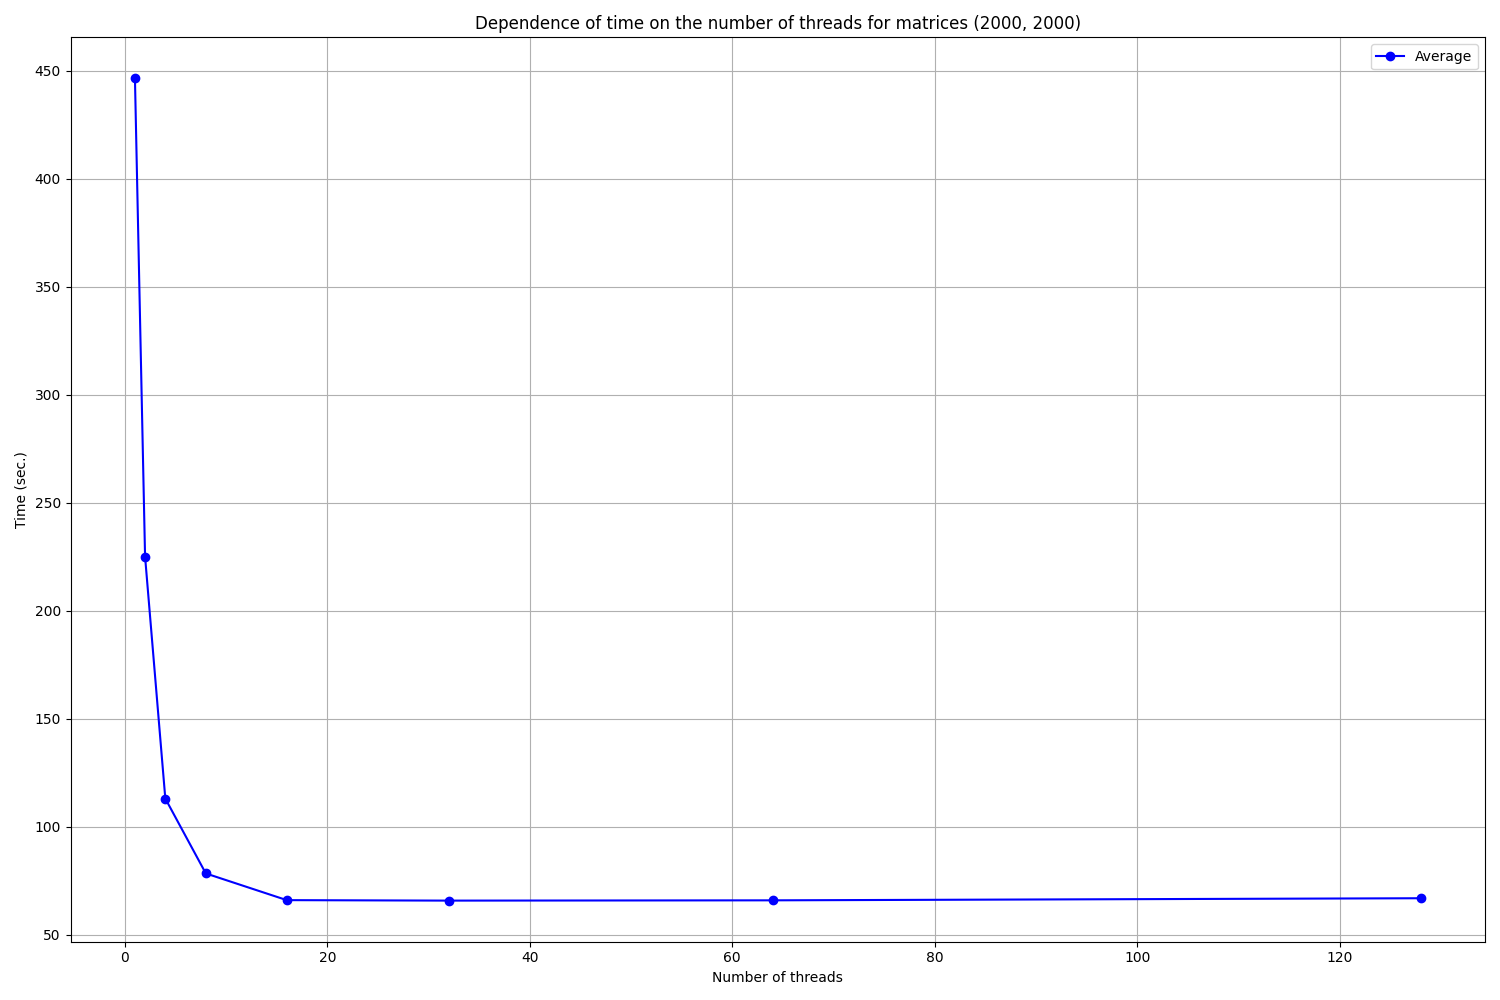 Dependence of time on the number of threads for matrices (2000, 2000)
Average
450
400
350
300
250
200
150
100
50
Time (sec.)
0 20 40 60 80 100 120
Number of threads